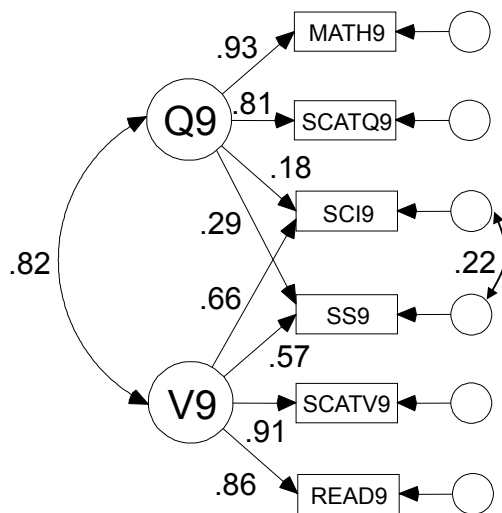 MATH9
.93
Q9
.81
SCATQ9
.18
SCI9
.29
.82
.66
.22
SS9
.57
V9
SCATV9
.91
.86
READ9